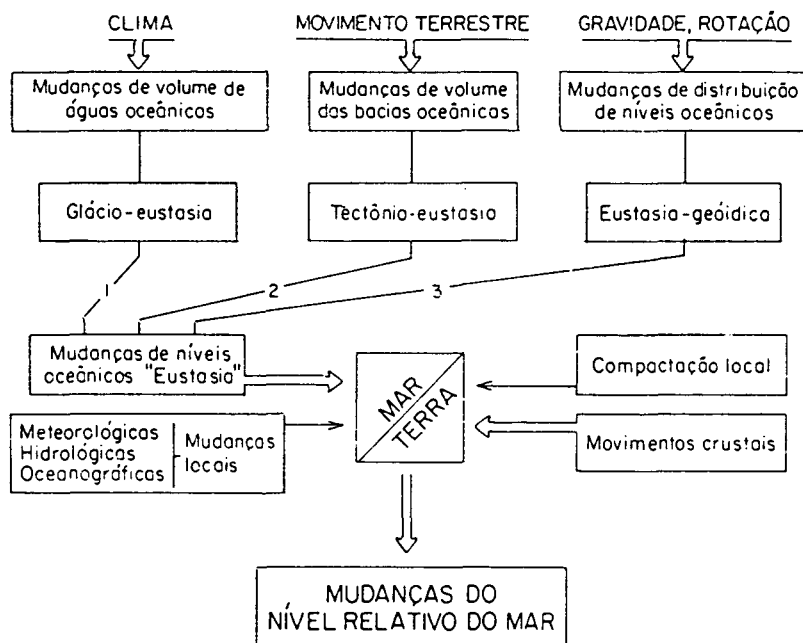 CLIMA
MOVIMENTO TERRESTRE
GRAVIDADE, ROTAÇÃO
Mudanças de volume de
águas oceânicos
Mudanças de volume
das bacias oceânicas
Mudanças de distribuição
de níveis oceânicos
Glácio-eustasia
Tectônio-eustasia
Eustasia-geóidica
1
2
3
Mudanças de níveis
oceânicos "Eustasia"
MAR
TERRA
Compactação local
Meteorológicas
Hidrológicas
Oceanográficas
Mudanças
locais
Movimentos crustais
MUDANÇAS DO
NÍVEL RELATIVO DO MAR